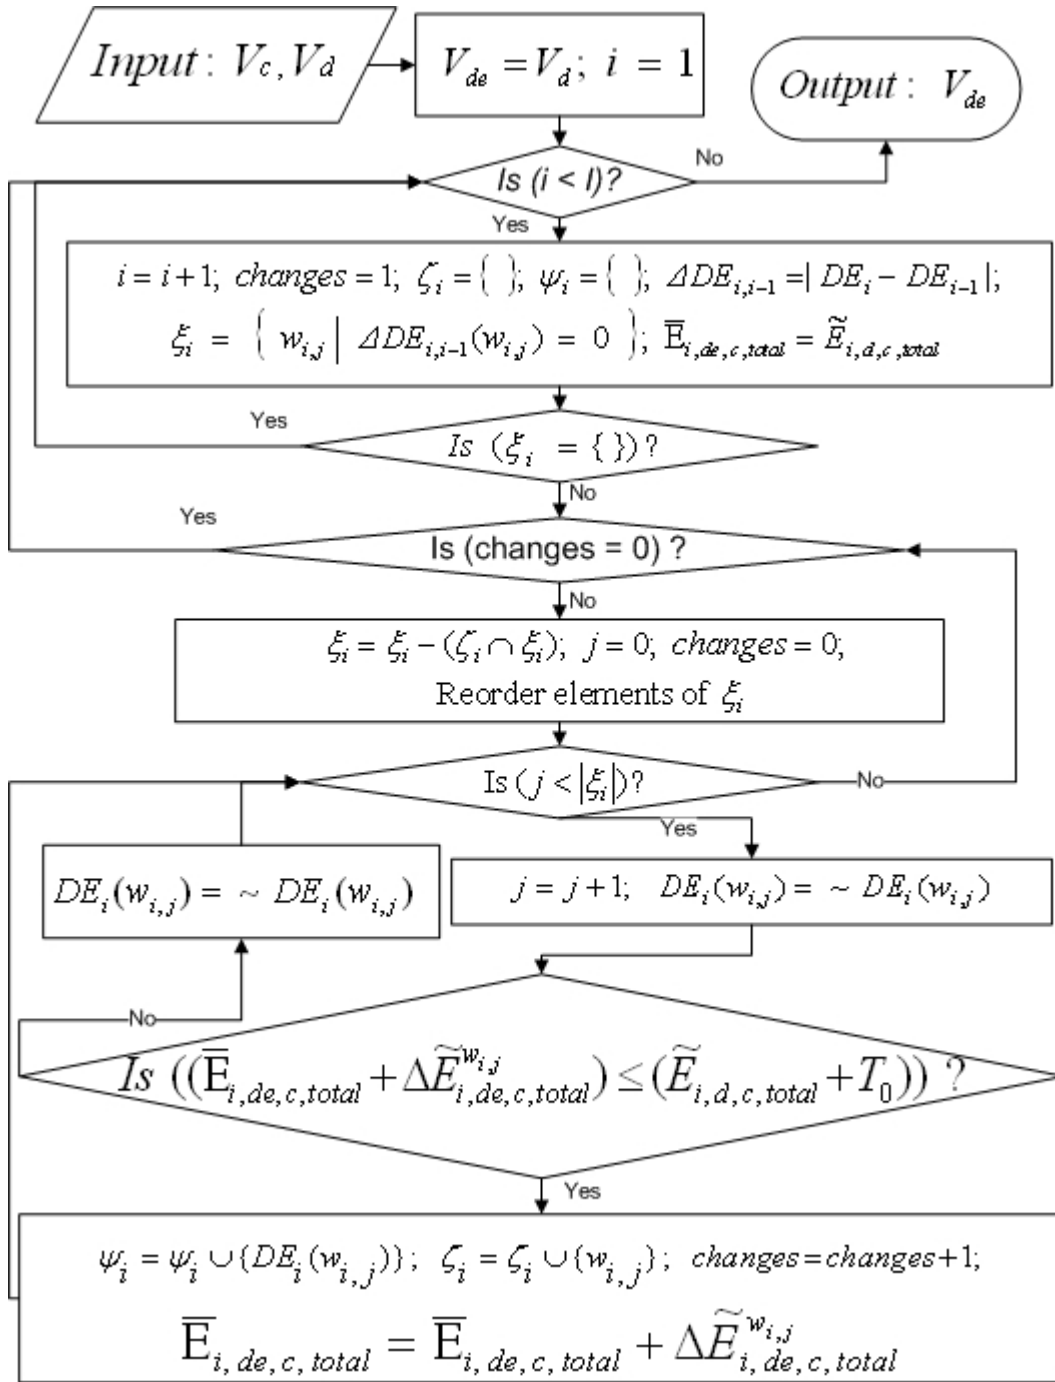 Input: V_c, V_d
V_de = V_d; i = 1
Output: V_de
Is (i < I)?
No
Yes
i = i + 1; changes = 1; ζ_i = { }; ψ_i = { }; ΔDE_{i,i−1} = | DE_i − DE_{i−1} |;
ξ_i = { w_{i,j} | ΔDE_{i,i−1}(w_{i,j}) = 0 }; E̅_{i,de,c,total} = Ẽ_{i,d,c,total}
Yes
Is (ξ_i = { })?
No
Yes
Is (changes = 0) ?
No
ξ_i = ξ_i − (ζ_i ∩ ξ_i); j = 0; changes = 0;
Reorder elements of ξ_i
Is (j < |ξ_i|)?
No
Yes
DE_i(w_{i,j}) = ~ DE_i(w_{i,j})
j = j + 1; DE_i(w_{i,j}) = ~ DE_i(w_{i,j})
No
Is ((E̅_{i,de,c,total} + ΔẼ^{w_{i,j}}_{i,de,c,total}) ≤ (Ẽ_{i,d,c,total} + T_0)) ?
Yes
ψ_i = ψ_i ∪ {DE_i(w_{i,j})}; ζ_i = ζ_i ∪ {w_{i,j}}; changes = changes + 1;
E̅_{i,de,c,total} = E̅_{i,de,c,total} + ΔẼ^{w_{i,j}}_{i,de,c,total}